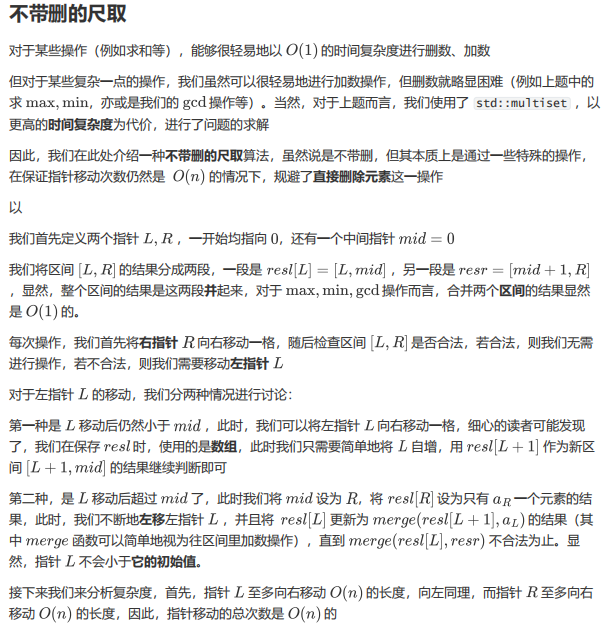 不带删的尺取
对于某些操作（例如求和等），能够很轻易地以 O(1) 的时间复杂度进行删数、加数
但对于某些复杂一点的操作，我们虽然可以很轻易地进行加数操作，但删数就略显困难（例如上题中的
求 max, min，亦或是我们的 gcd 操作等）。当然，对于上题而言，我们使用了 std::multiset ，以
更高的时间复杂度为代价，进行了问题的求解
因此，我们在此处介绍一种不带删的尺取算法，虽然说是不带删，但其本质上是通过一些特殊的操作，
在保证指针移动次数仍然是 O(n) 的情况下，规避了直接删除元素这一操作
以
我们首先定义两个指针 L, R ，一开始均指向 0，还有一个中间指针 mid = 0
我们将区间 [L, R] 的结果分成两段，一段是 resl[L] = [L, mid] ，另一段是 resr = [mid + 1, R]
，显然，整个区间的结果是这两段并起来，对于 max, min, gcd 操作而言，合并两个区间的结果显然
是 O(1) 的。
每次操作，我们首先将右指针 R 向右移动一格，随后检查区间 [L, R] 是否合法，若合法，则我们无需
进行操作，若不合法，则我们需要移动左指针 L
对于左指针 L 的移动，我们分两种情况进行讨论：
第一种是 L 移动后仍然小于 mid ，此时，我们可以将左指针 L 向右移动一格，细心的读者可能发现
了，我们在保存 resl 时，使用的是数组，此时我们只需要简单地将 L 自增，用 resl[L + 1] 作为新区
间 [L + 1, mid] 的结果继续判断即可
第二种，是 L 移动后超过 mid 了，此时我们将 mid 设为 R，将 resl[R] 设为只有 a_R 一个元素的结
果，此时，我们不断地左移左指针 L ，并且将 resl[L] 更新为 merge(resl[L + 1], a_L) 的结果（其
中 merge 函数可以简单地视为往区间里加数操作），直到 merge(resl[L], resr) 不合法为止。显
然，指针 L 不会小于它的初始值。
接下来我们来分析复杂度，首先，指针 L 至多向右移动 O(n) 的长度，向左同理，而指针 R 至多向右
移动 O(n) 的长度，因此，指针移动的总次数是 O(n) 的